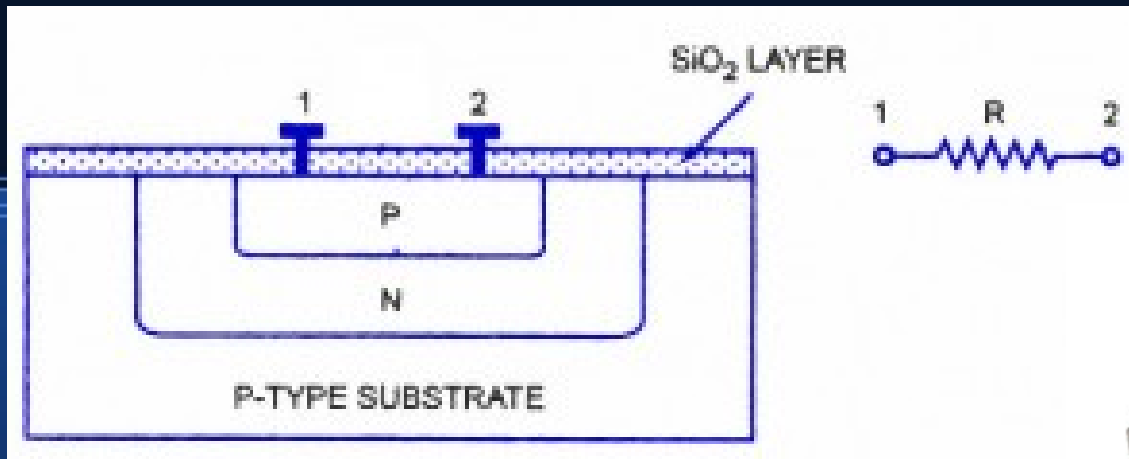 SiO₂ LAYER
1 2
1 R 2
P
N
P-TYPE SUBSTRATE